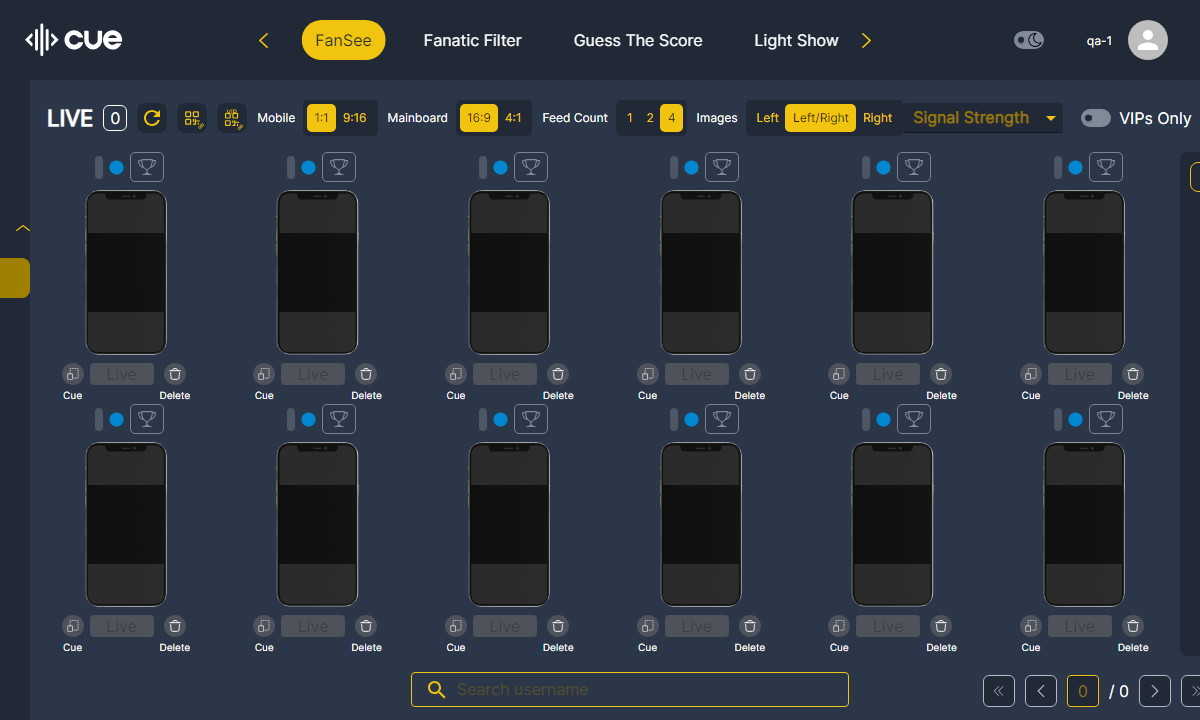 cue
FanSee
Fanatic Filter
Guess The Score
Light Show
qa-1
LIVE 0 Mobile 1:1 9:16 Mainboard 16:9 4:1 Feed Count 1 2 4 Images Left Left/Right Right Signal Strength VIPs Only
Live Live Live Live Live Live
Cue Delete Cue Delete Cue Delete Cue Delete Cue Delete Cue Delete
Live Live Live Live Live Live
Cue Delete Cue Delete Cue Delete Cue Delete Cue Delete Cue Delete
Search username
0 / 0